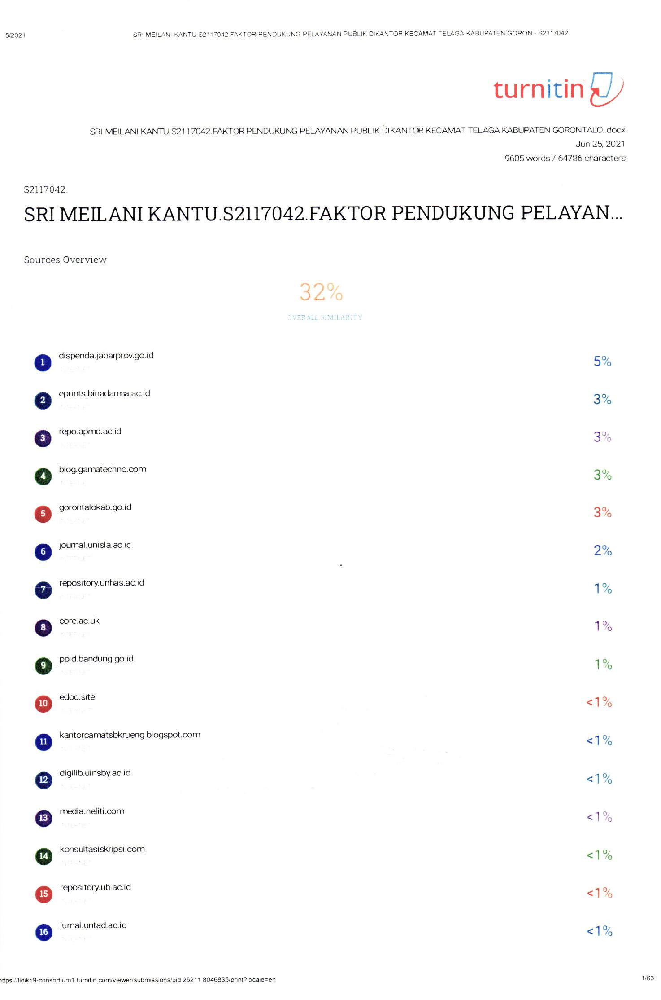 5/2021
SRI MEILANI KANTU S2117042 FAKTOR PENDUKUNG PELAYANAN PUBLIK DIKANTOR KECAMAT TELAGA KABUPATEN GORON - S2117042
turnitin
SRI MEILANI KANTU.S2117042.FAKTOR PENDUKUNG PELAYANAN PUBLIK DIKANTOR KECAMAT TELAGA KABUPATEN GORONTALO..docx
Jun 25, 2021
9605 words / 64786 characters
S2117042.
SRI MEILANI KANTU.S2117042.FAKTOR PENDUKUNG PELAYAN...
Sources Overview
32%
OVERALL SIMILARITY
1 dispenda.jabarprov.go.id 5%
INTERNET
2 eprints.binadarma.ac.id 3%
INTERNET
3 repo.apmd.ac.id 3%
INTERNET
4 blog.gamatechno.com 3%
INTERNET
5 gorontalokab.go.id 3%
INTERNET
6 journal.unisla.ac.ic 2%
INTERNET
7 repository.unhas.ac.id 1%
INTERNET
8 core.ac.uk 1%
INTERNET
9 ppid.bandung.go.id 1%
INTERNET
10 edoc.site <1%
INTERNET
11 kantorcamatsbkrueng.blogspot.com <1%
INTERNET
12 digilib.uinsby.ac.id <1%
INTERNET
13 media.neliti.com <1%
INTERNET
14 konsultasiskripsi.com <1%
INTERNET
15 repository.ub.ac.id <1%
INTERNET
16 jurnal.untad.ac.ic <1%
INTERNET
https://lldikti9-consortium1.turnitin.com/viewer/submissions/oid:25211:8046835/print?locale=en
1/63